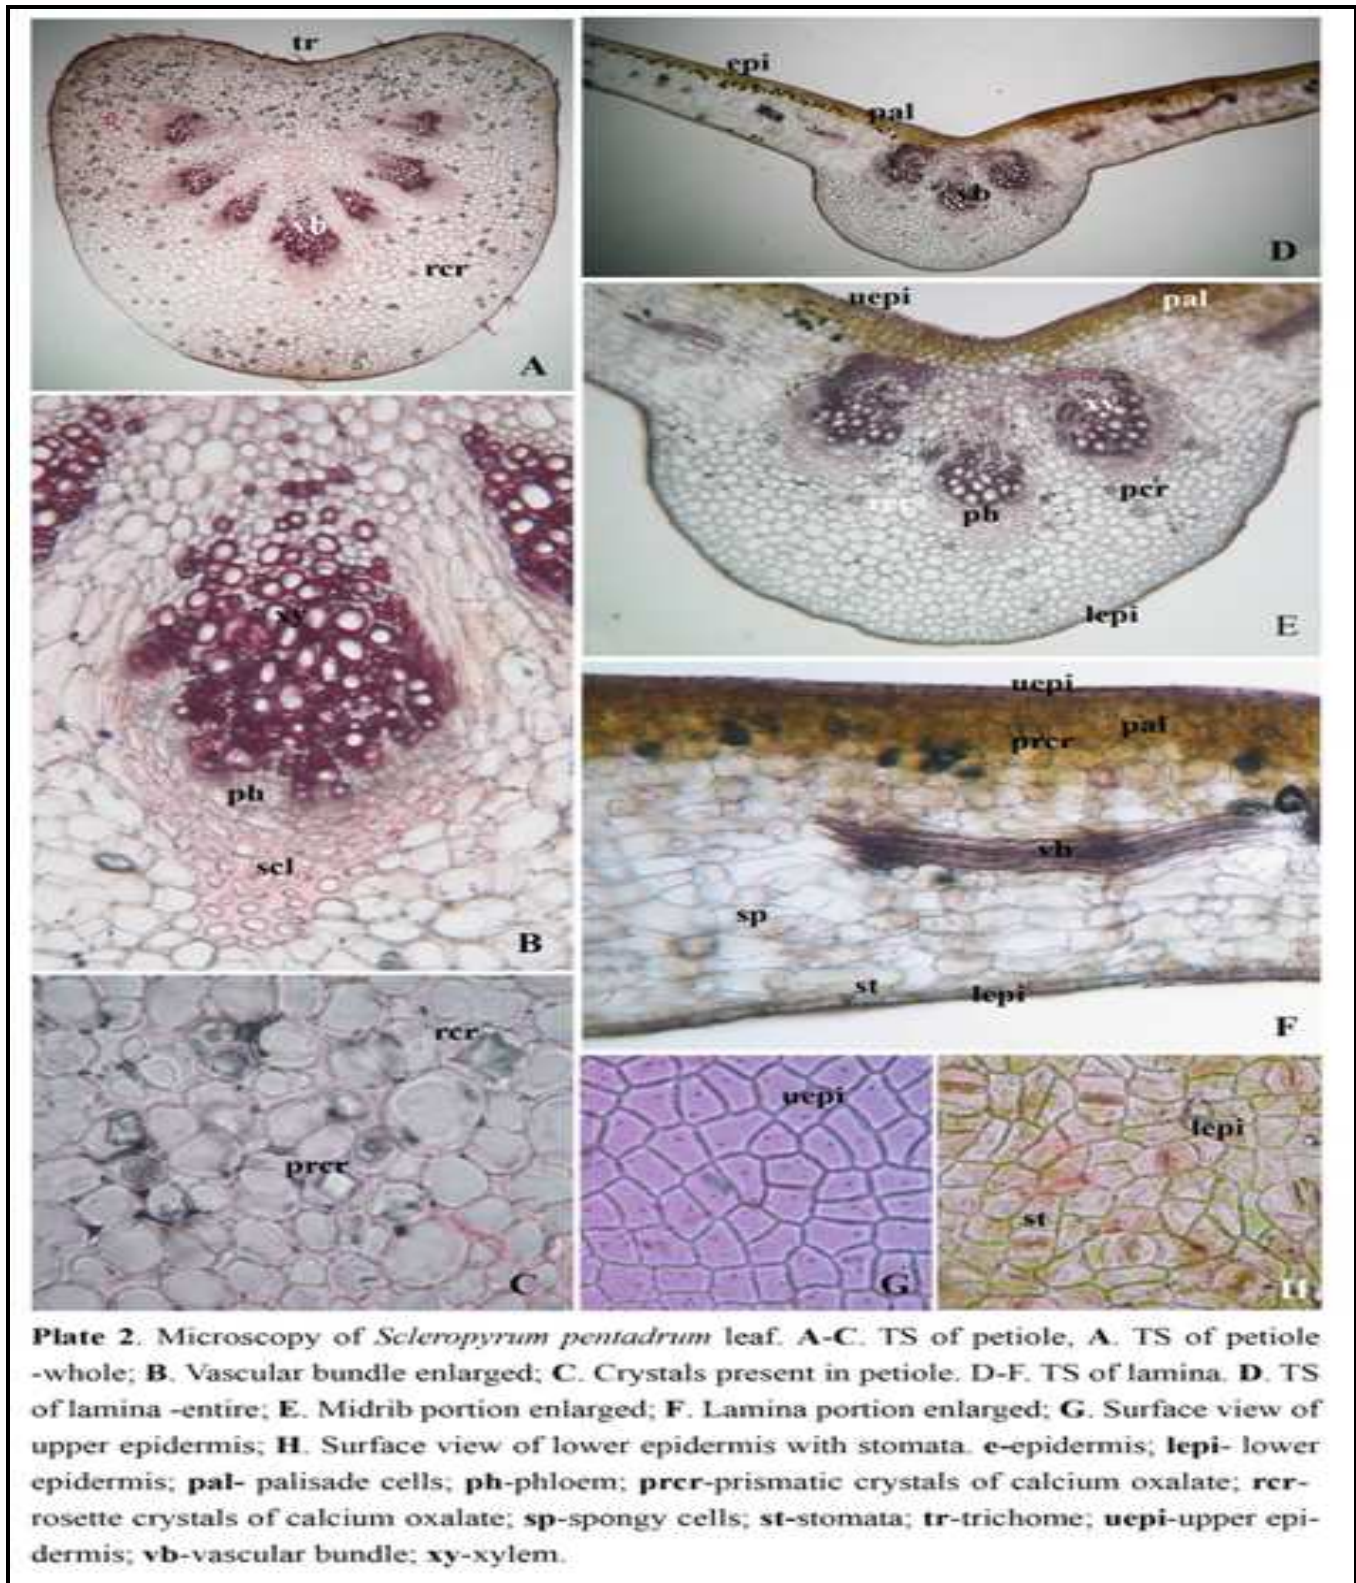 tr
vb
rcr
A
epi
pal
vb
D
uepi
pal
xy
pcr
ph
lepi
E
xy
ph
scl
B
uepi
pal
prcr
vb
sp
st
lepi
F
rcr
prcr
C
uepi
G
lepi
st
H
Plate 2. Microscopy of Scleropyrum pentadrum leaf. A-C. TS of petiole, A. TS of petiole
-whole; B. Vascular bundle enlarged; C. Crystals present in petiole. D-F. TS of lamina. D. TS
of lamina -entire; E. Midrib portion enlarged; F. Lamina portion enlarged; G. Surface view of
upper epidermis; H. Surface view of lower epidermis with stomata. e-epidermis; lepi- lower
epidermis; pal- palisade cells; ph-phloem; prcr-prismatic crystals of calcium oxalate; rcr-
rosette crystals of calcium oxalate; sp-spongy cells; st-stomata; tr-trichome; uepi-upper epi-
dermis; vb-vascular bundle; xy-xylem.